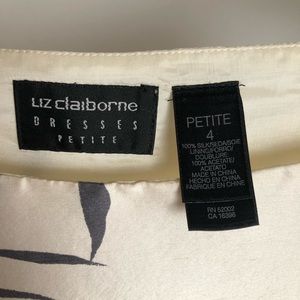 Liz claiborne
DRESSES
PETITE
PETITE
4
100% SILK/SEDA/SOIE
LINING/FORRO/
DOUBLURE
100% ACETATE/
ACETATO
MADE IN CHINA
HECHO EN CHINA
FABRIQUE EN CHINE
RN 52002
CA 16396